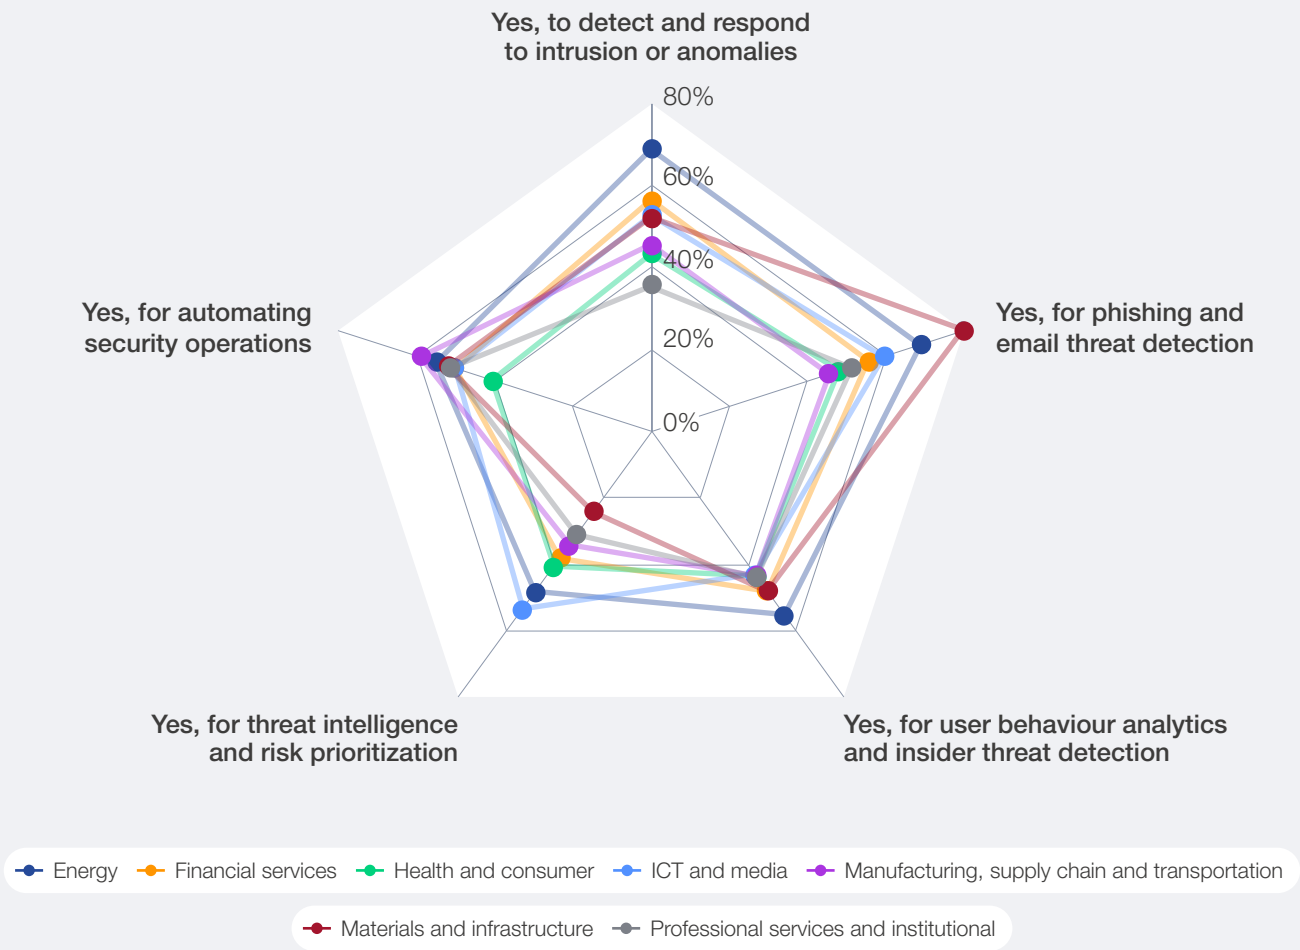 Yes, to detect and respond
to intrusion or anomalies
80%
60%
40%
20%
0%
Yes, for automating
security operations
Yes, for phishing and
email threat detection
Yes, for threat intelligence
and risk prioritization
Yes, for user behaviour analytics
and insider threat detection
Energy
Financial services
Health and consumer
ICT and media
Manufacturing, supply chain and transportation
Materials and infrastructure
Professional services and institutional